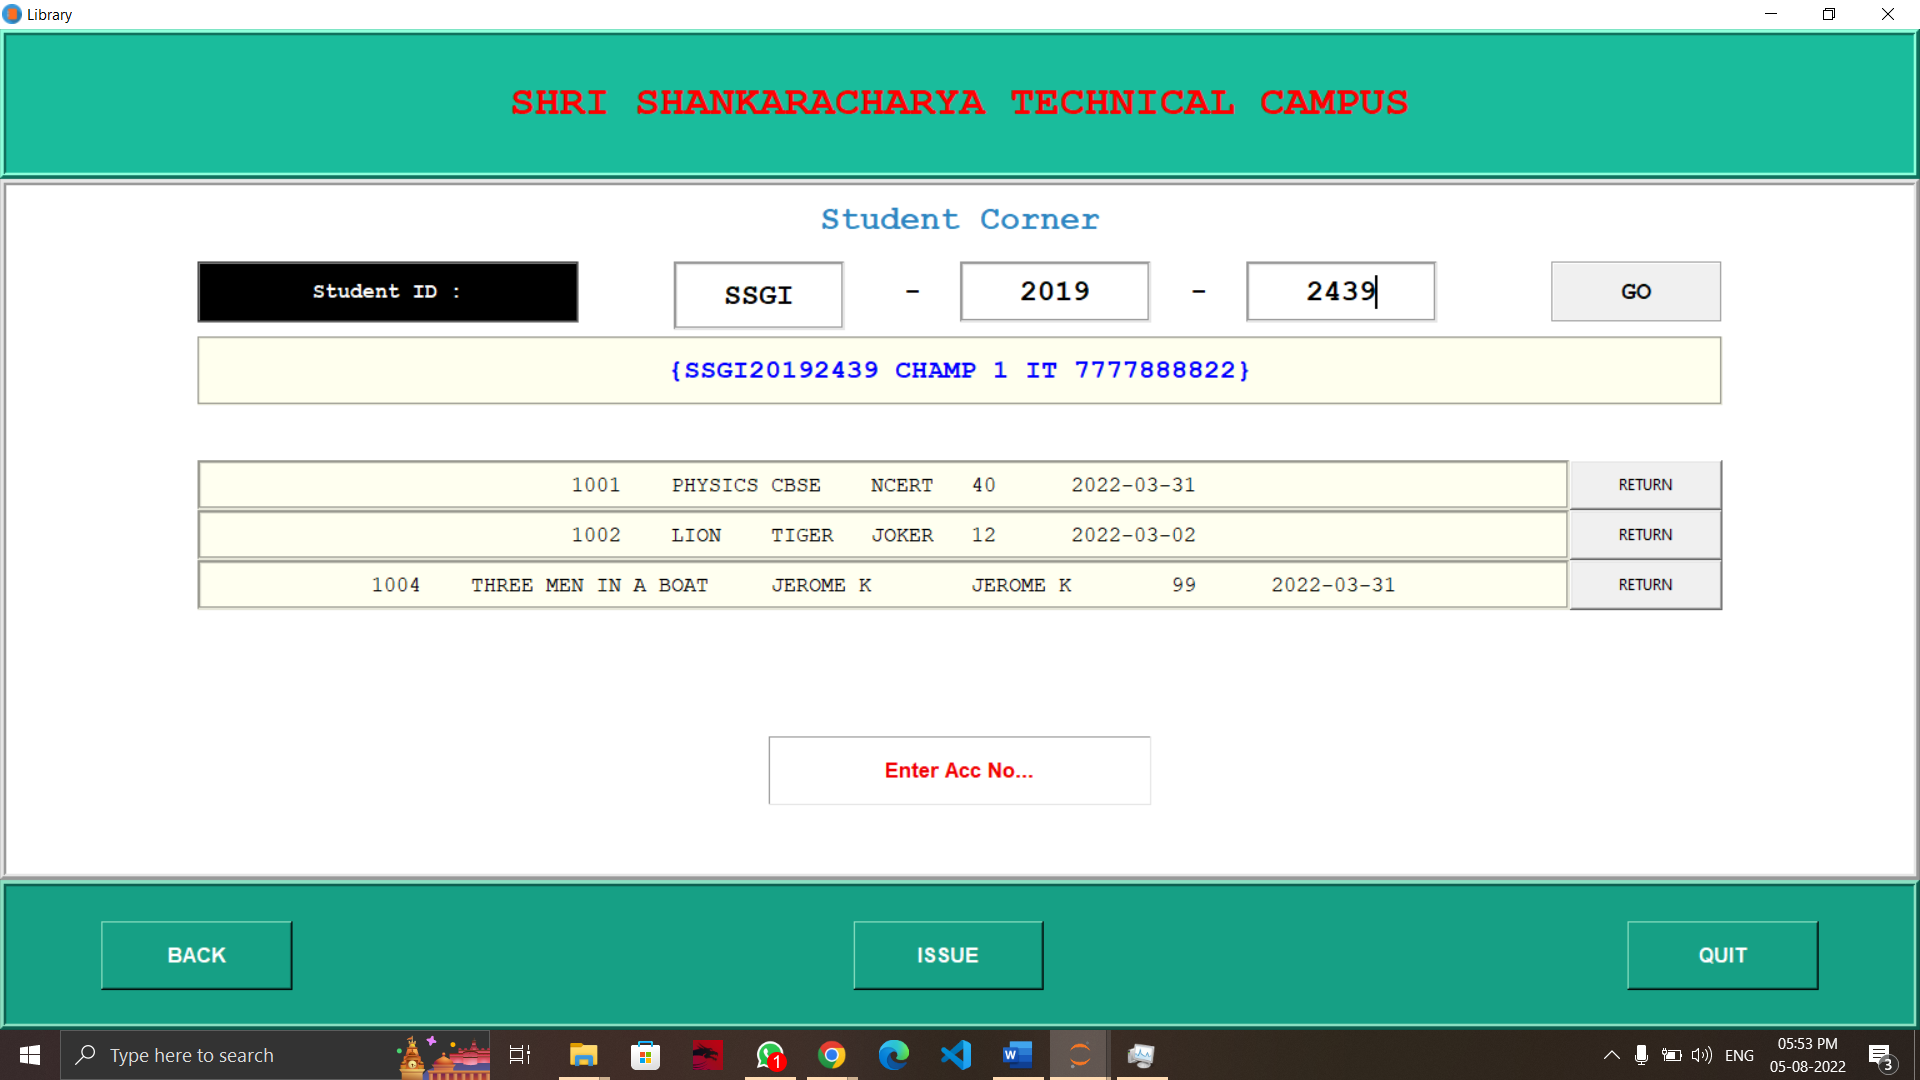 Library
SHRI SHANKARACHARYA TECHNICAL CAMPUS
Student Corner
Student ID : SSGI - 2019 - 2439 GO
{SSGI20192439 CHAMP 1 IT 7777888822}
1001 PHYSICS CBSE NCERT 40 2022-03-31 RETURN
1002 LION TIGER JOKER 12 2022-03-02 RETURN
1004 THREE MEN IN A BOAT JEROME K JEROME K 99 2022-03-31 RETURN
Enter Acc No...
BACK ISSUE QUIT
Type here to search 1 W ENG 05:53 PM
05-08-2022 3